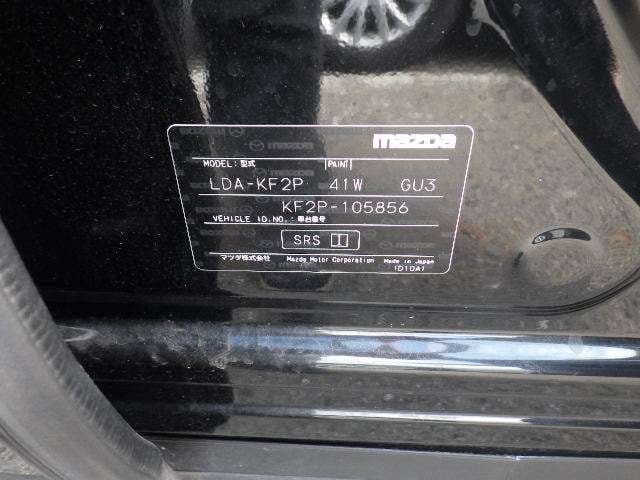 mazda
MODEL: 型式 PAINT
LDA-KF2P 41W GU3
KF2P-105856
VEHICLE ID.NO.: 車台番号
SRS
マツダ株式会社 Mazda Motor Corporation Made in Japan
(D1DA)